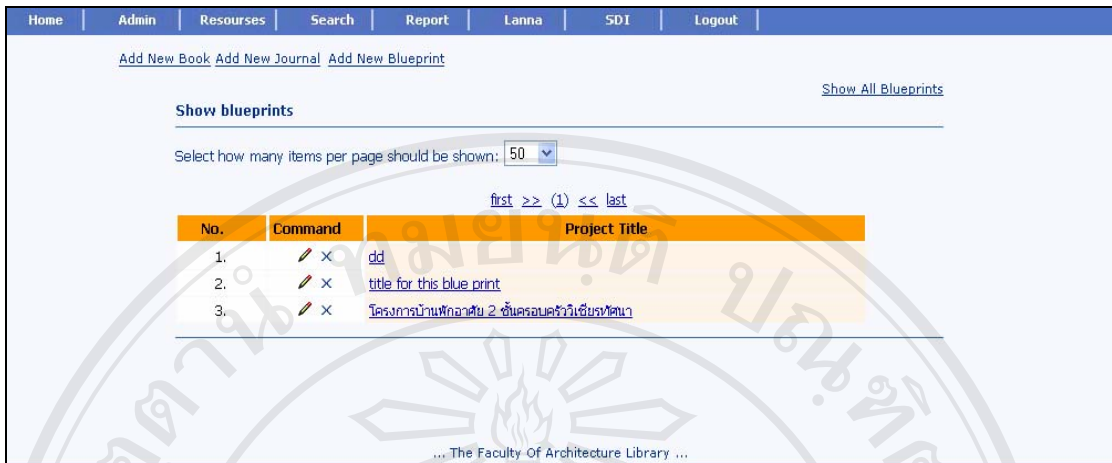 Home Admin Resourses Search Report Lanna SDI Logout
Add New Book Add New Journal Add New Blueprint
Show All Blueprints
Show blueprints
Select how many items per page should be shown: 50
first >> (1) << last
No. Command Project Title
1. dd
2. title for this blue print
3. โครงการบ้านพักอาศัย 2 ชั้นครอบครัววิเชียรทัศนา
... The Faculty Of Architecture Library ...